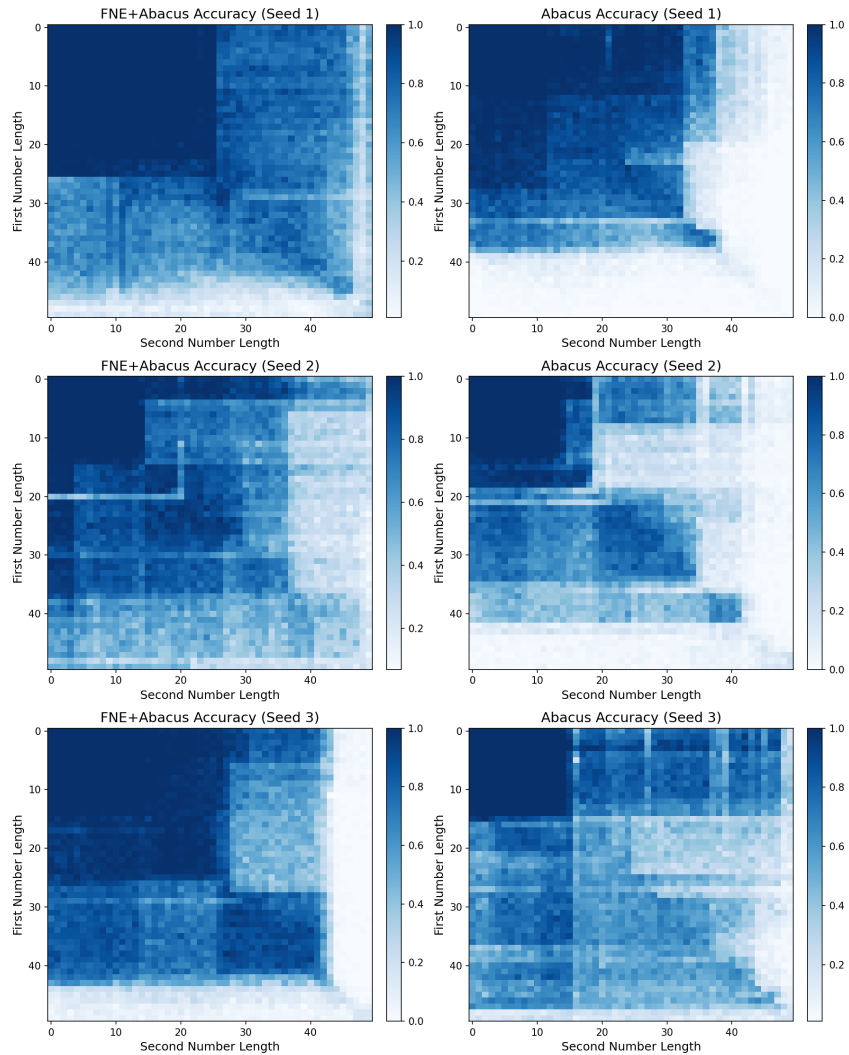 FNE+Abacus Accuracy (Seed 1)
0
10
20
30
40
First Number Length
0 10 20 30 40
Second Number Length
1.0
0.8
0.6
0.4
0.2
Abacus Accuracy (Seed 1)
0
10
20
30
40
First Number Length
0 10 20 30 40
Second Number Length
1.0
0.8
0.6
0.4
0.2
0.0
FNE+Abacus Accuracy (Seed 2)
0
10
20
30
40
First Number Length
0 10 20 30 40
Second Number Length
1.0
0.8
0.6
0.4
0.2
Abacus Accuracy (Seed 2)
0
10
20
30
40
First Number Length
0 10 20 30 40
Second Number Length
1.0
0.8
0.6
0.4
0.2
0.0
FNE+Abacus Accuracy (Seed 3)
0
10
20
30
40
First Number Length
0 10 20 30 40
Second Number Length
1.0
0.8
0.6
0.4
0.2
0.0
Abacus Accuracy (Seed 3)
0
10
20
30
40
First Number Length
0 10 20 30 40
Second Number Length
1.0
0.8
0.6
0.4
0.2